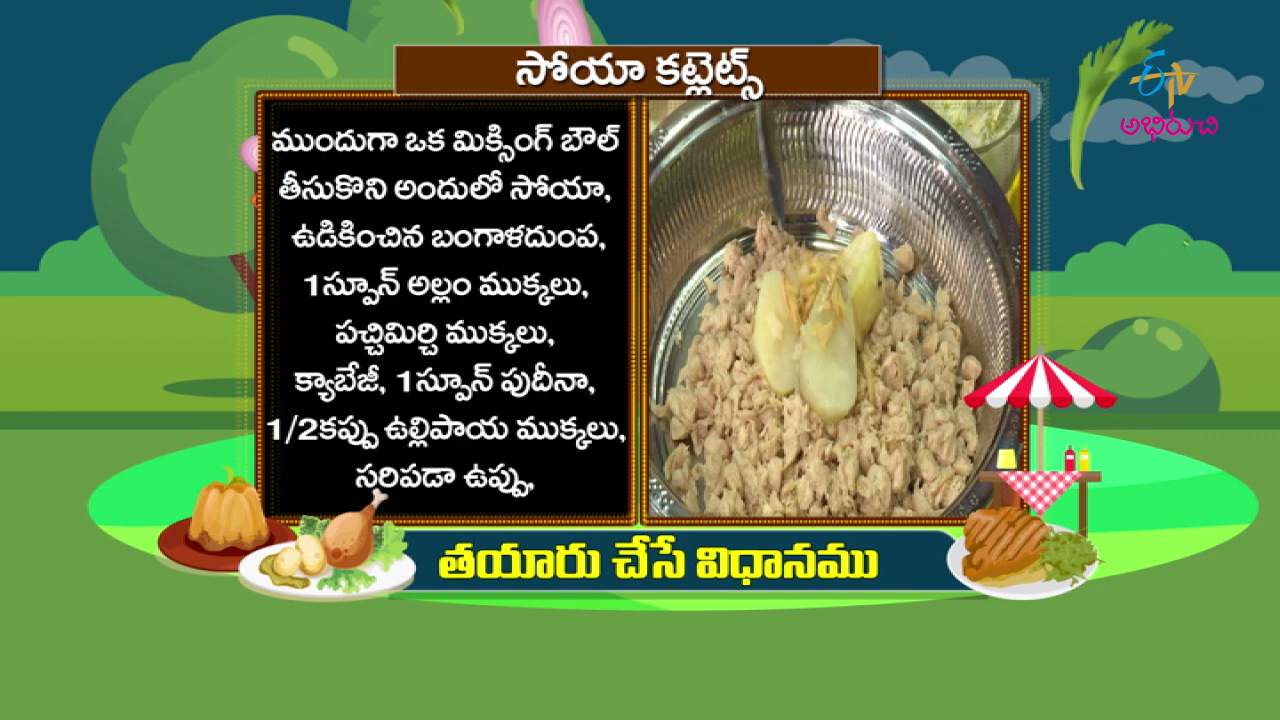 సోయా కట్లెట్స్
ETV
అభిరుచి
ముందుగా ఒక మిక్సింగ్ బౌల్
తీసుకొని అందులో సోయా,
ఉడికించిన బంగాళదుంప,
1స్పూన్ అల్లం ముక్కలు,
పచ్చిమిర్చి ముక్కలు,
క్యాబేజీ, 1స్పూన్ పుదీనా,
1/2కప్పు ఉల్లిపాయ ముక్కలు,
సరిపడా ఉప్పు,
తయారు చేసే విధానము